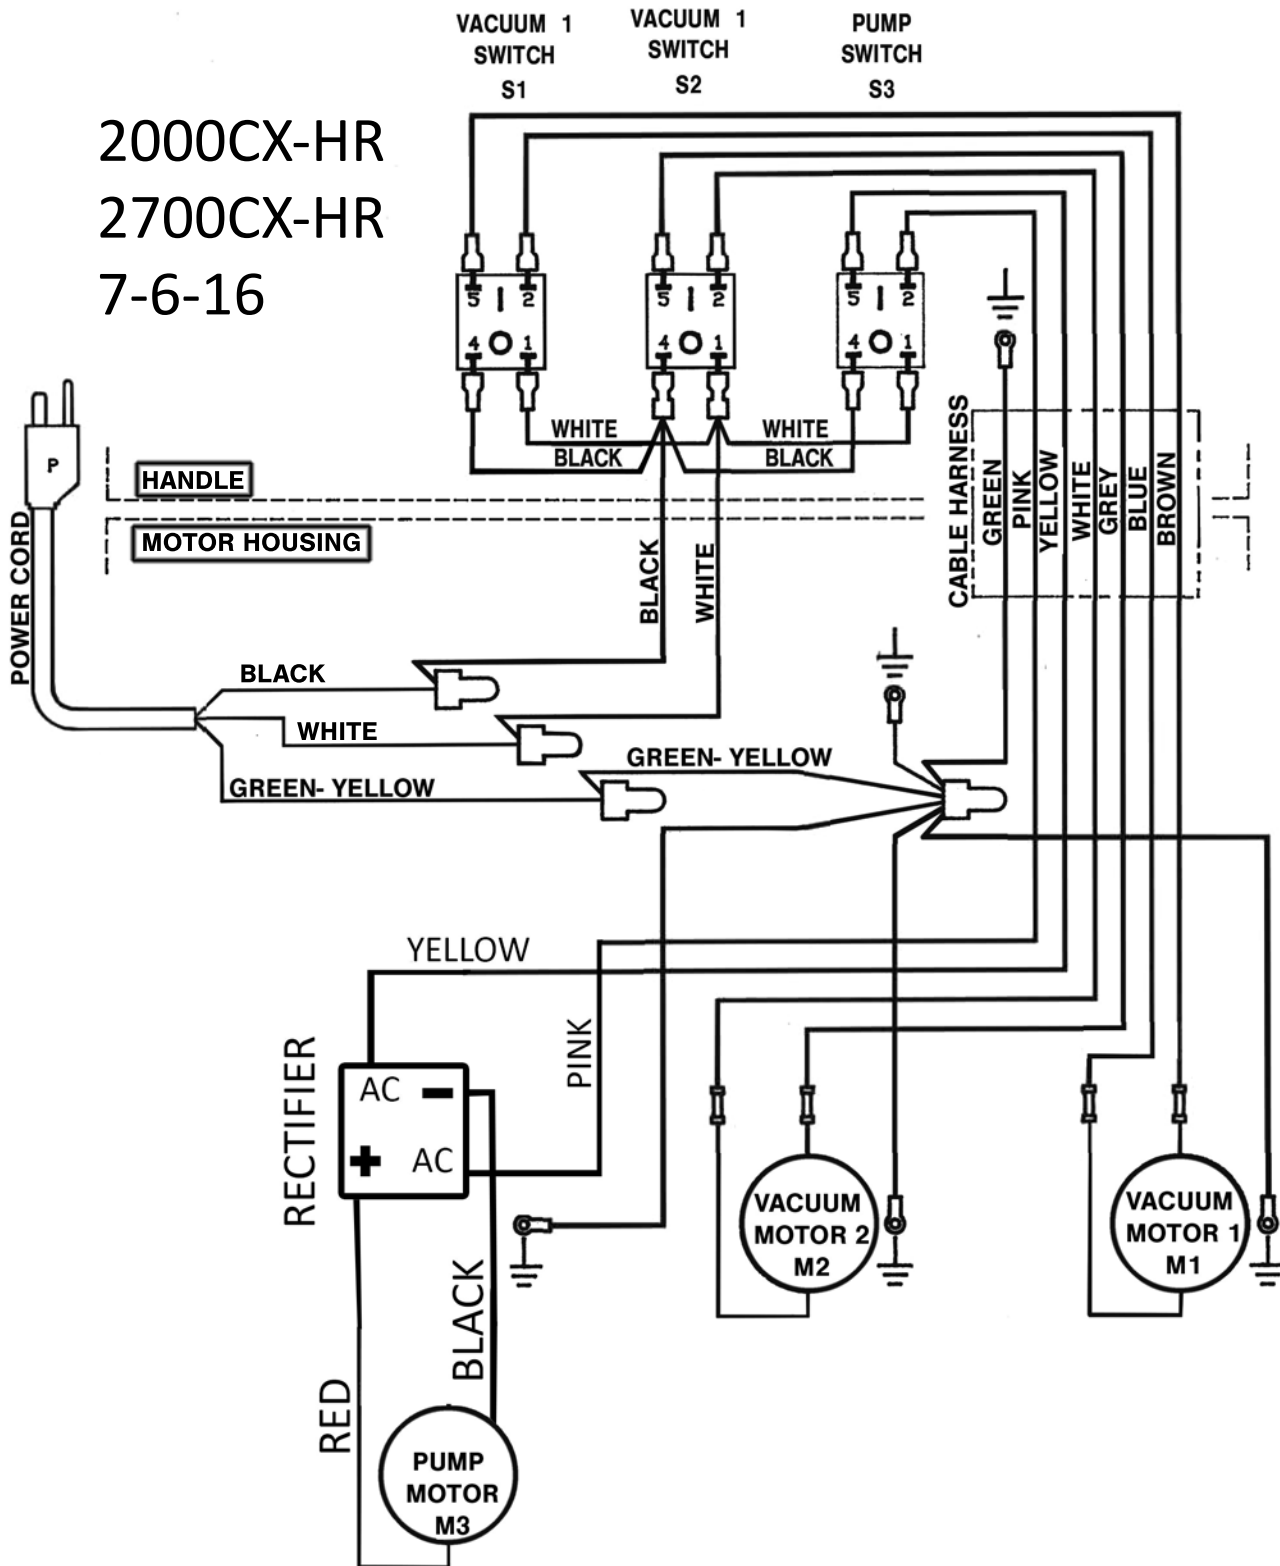 VACUUM 1
SWITCH
S1
VACUUM 1
SWITCH
S2
PUMP
SWITCH
S3
2000CX-HR
2700CX-HR
7-6-16
5 2
4 1
5 2
4 1
5 2
4 1
WHITE
BLACK
WHITE
BLACK
P
HANDLE
MOTOR HOUSING
POWER CORD
CABLE HARNESS
GREEN
PINK
YELLOW
WHITE
GREY
BLUE
BROWN
BLACK
WHITE
BLACK
WHITE
GREEN- YELLOW
GREEN- YELLOW
YELLOW
PINK
RECTIFIER
AC -
+ AC
BLACK
RED
VACUUM
MOTOR 2
M2
VACUUM
MOTOR 1
M1
PUMP
MOTOR
M3